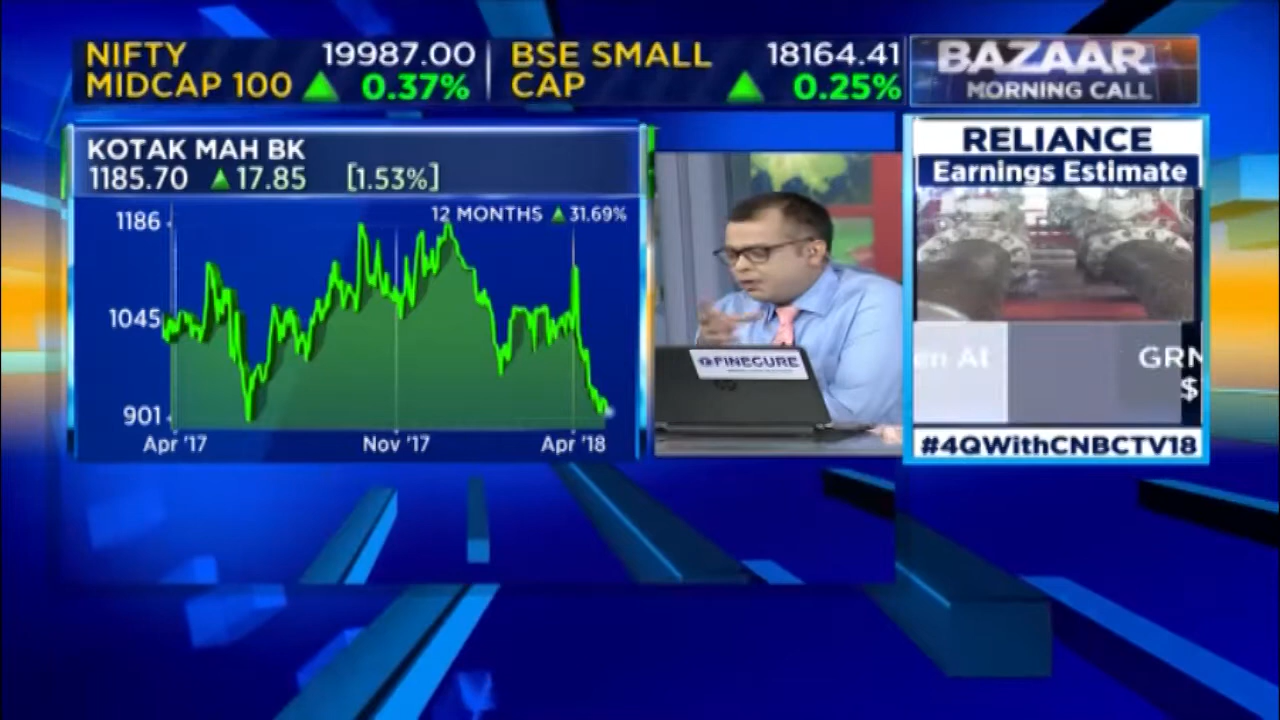 NIFTY
MIDCAP 100
19987.00
0.37%
BSE SMALL
CAP
18164.41
0.25%
BAZAAR
MORNING CALL
KOTAK MAH BK
1185.70 ▲17.85 [1.53%]
12 MONTHS ▲ 31.69%
1186
1045
901
Apr '17 Nov '17 Apr '18
FINECURE
RELIANCE
Earnings Estimate
GRN
$
#4QWithCNBCTV18